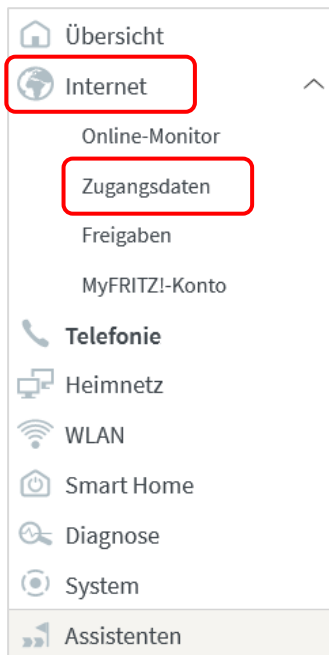 Übersicht
Internet
Online-Monitor
Zugangsdaten
Freigaben
MyFRITZ!-Konto
Telefonie
Heimnetz
WLAN
Smart Home
Diagnose
System
Assistenten